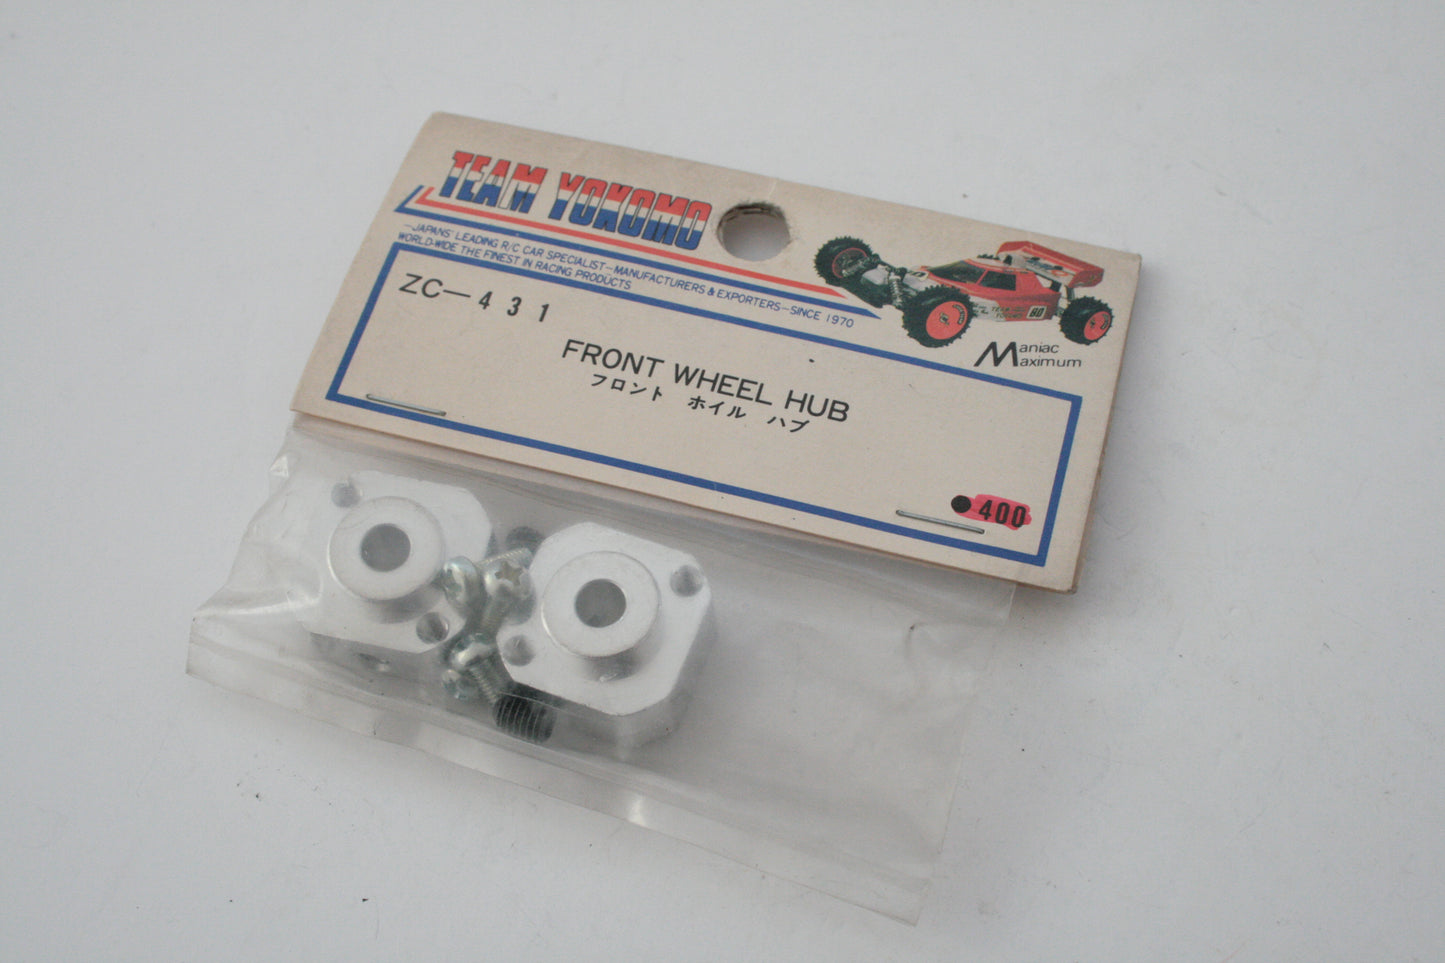 TEAM YOKOMO
—JAPANS' LEADING R/C CAR SPECIALIST—MANUFACTURERS & EXPORTERS—SINCE 1970
WORLD-WIDE THE FINEST IN RACING PRODUCTS
60
Maniac
Maximum
ZC—431
FRONT WHEEL HUB
フロント ホイル ハブ
●400